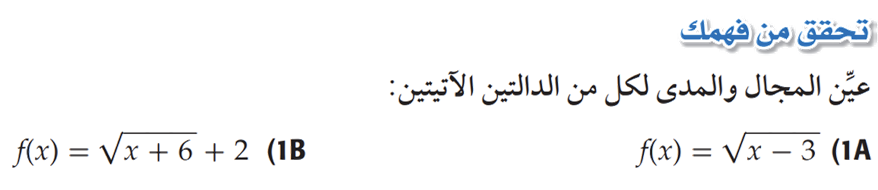 تحقق من فهمك
عيِّن المجال والمدى لكل من الدالتين الآتيتين:
(1A f(x) = √(x − 3)
(1B f(x) = √(x + 6) + 2